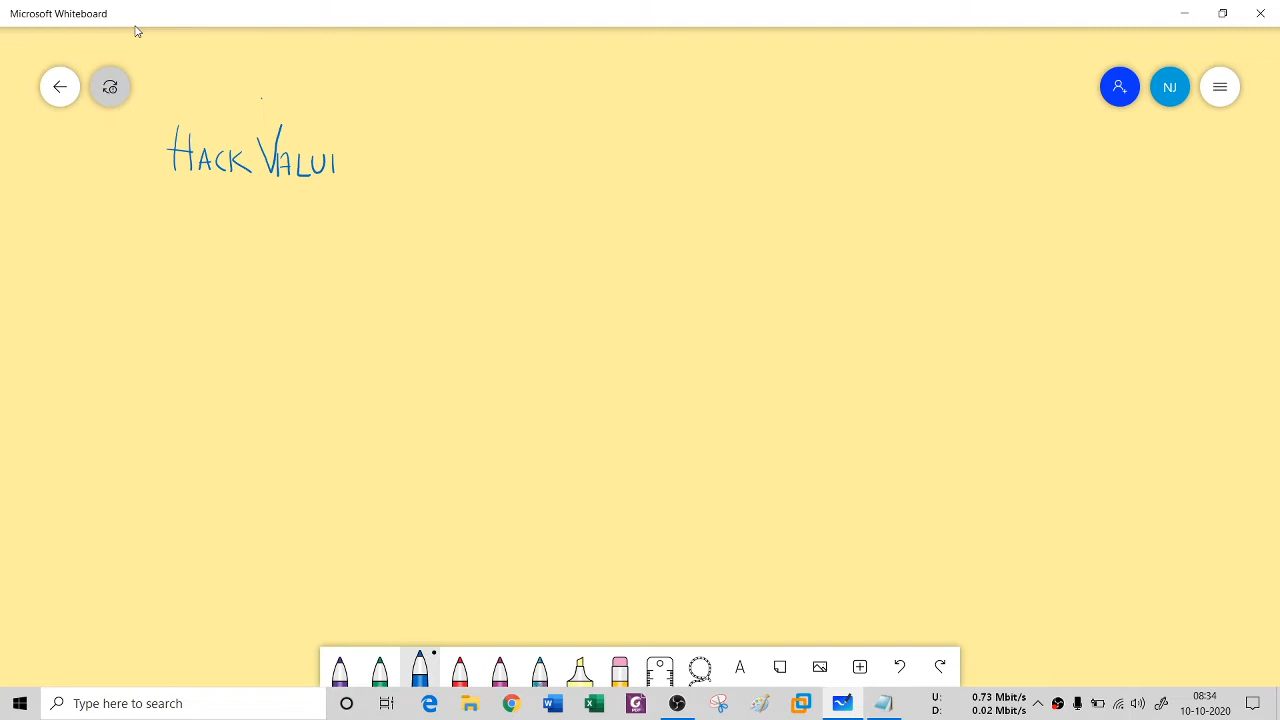 Microsoft Whiteboard
NJ
HACK VALUI
A
Type here to search
U: 0.73 Mbit/s
D: 0.02 Mbit/s
08:34
10-10-2020